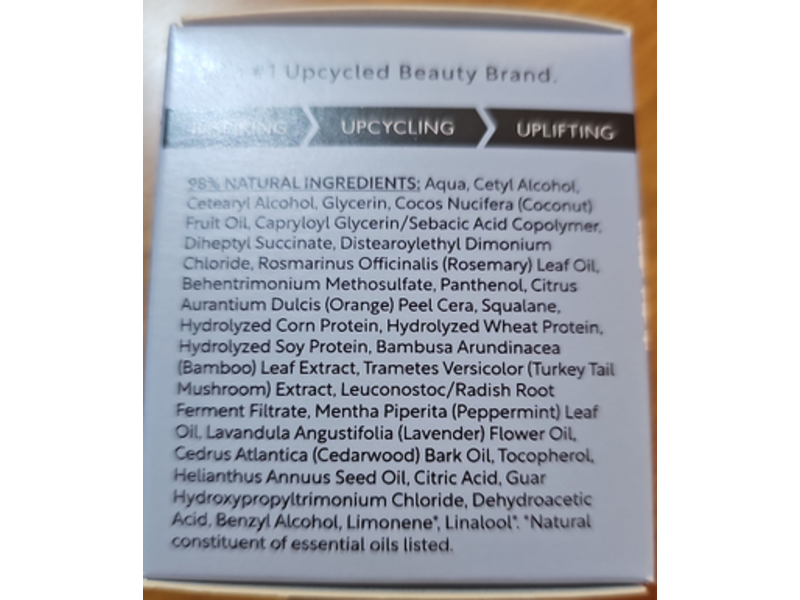 #1 Upcycled Beauty Brand.
UPCYCLING UPLIFTING
98% NATURAL INGREDIENTS: Aqua, Cetyl Alcohol,
Cetearyl Alcohol, Glycerin, Cocos Nucifera (Coconut)
Fruit Oil, Capryloyl Glycerin/Sebacic Acid Copolymer,
Diheptyl Succinate, Distearoylethyl Dimonium
Chloride, Rosmarinus Officinalis (Rosemary) Leaf Oil,
Behentrimonium Methosulfate, Panthenol, Citrus
Aurantium Dulcis (Orange) Peel Cera, Squalane,
Hydrolyzed Corn Protein, Hydrolyzed Wheat Protein,
Hydrolyzed Soy Protein, Bambusa Arundinacea
(Bamboo) Leaf Extract, Trametes Versicolor (Turkey Tail
Mushroom) Extract, Leuconostoc/Radish Root
Ferment Filtrate, Mentha Piperita (Peppermint) Leaf
Oil, Lavandula Angustifolia (Lavender) Flower Oil,
Cedrus Atlantica (Cedarwood) Bark Oil, Tocopherol,
Helianthus Annuus Seed Oil, Citric Acid, Guar
Hydroxypropyltrimonium Chloride, Dehydroacetic
Acid, Benzyl Alcohol, Limonene*, Linalool*. *Natural
constituent of essential oils listed.